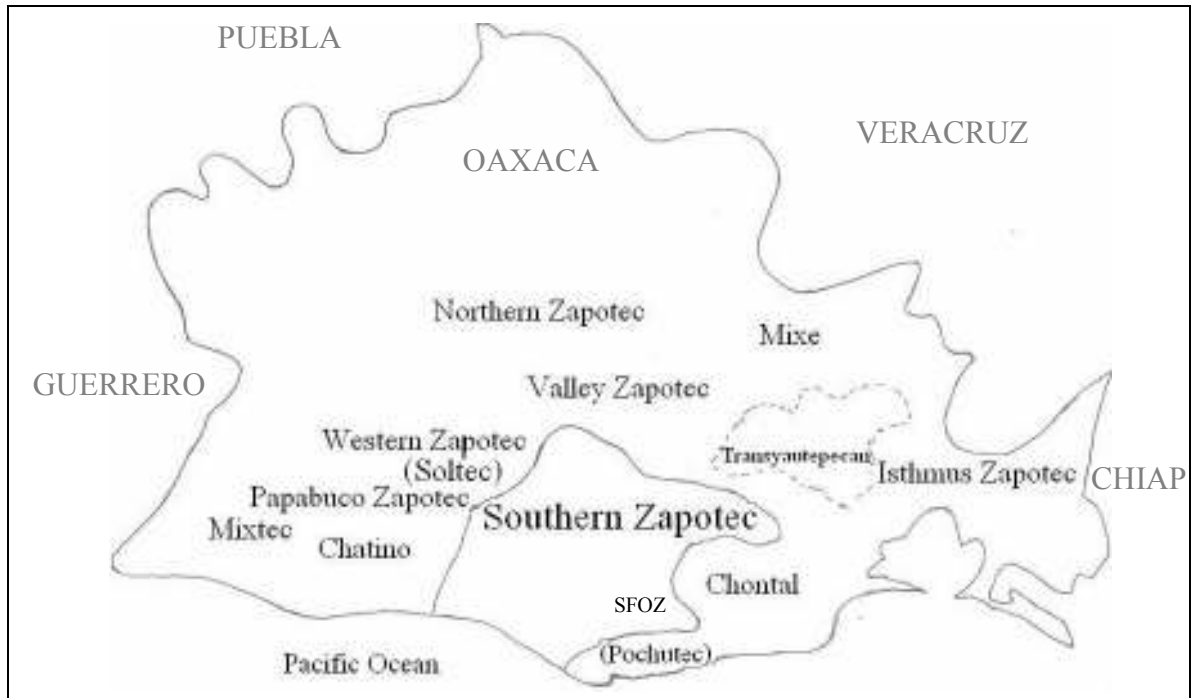 PUEBLA
VERACRUZ
OAXACA
Northern Zapotec
Mixe
GUERRERO
Valley Zapotec
Western Zapotec
(Soltec)
Transyautepecan
Isthmus Zapotec
CHIAP
Papabuco Zapotec
Southern Zapotec
Mixtec
Chatino
Chontal
SFOZ
(Pochutec)
Pacific Ocean